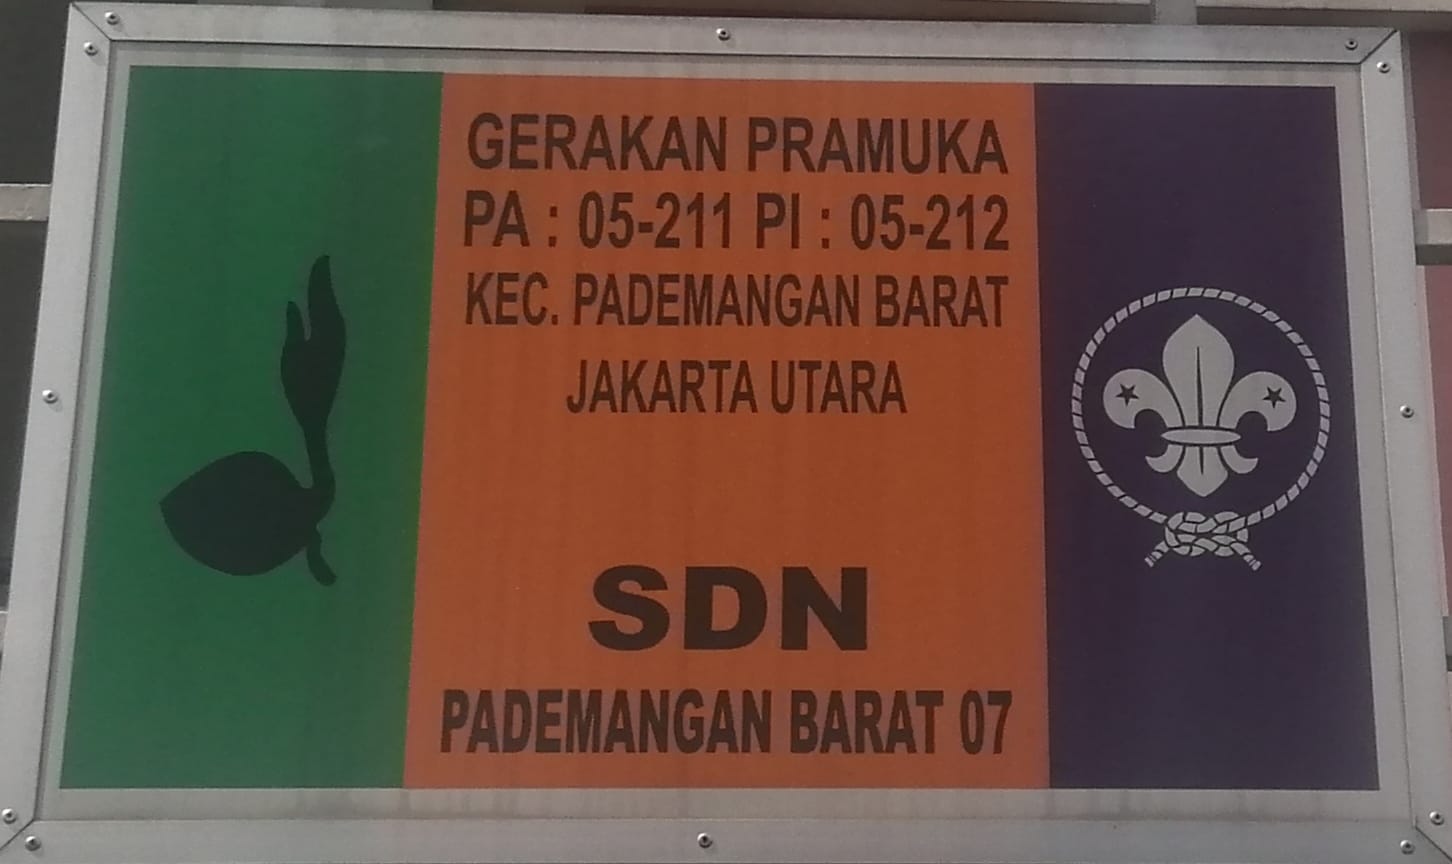 GERAKAN PRAMUKA
PA : 05-211 PI : 05-212
KEC. PADEMANGAN BARAT
JAKARTA UTARA
SDN
PADEMANGAN BARAT 07